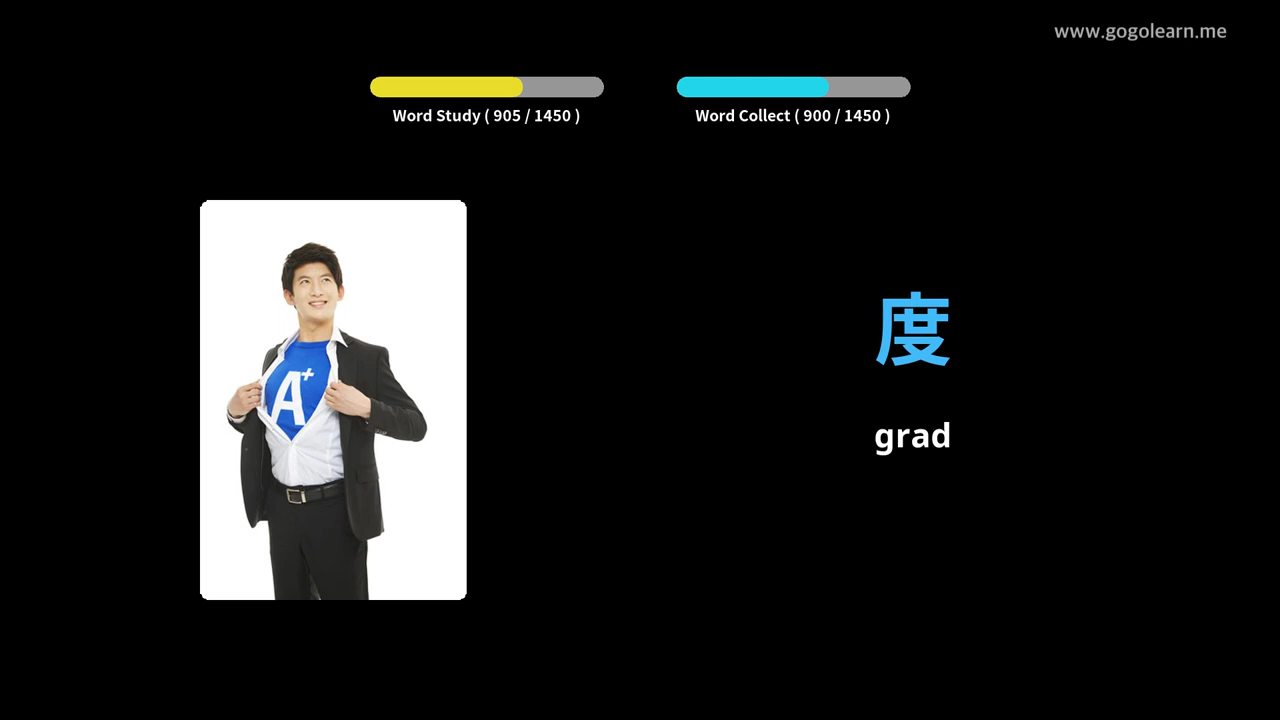 www.gogolearn.me
Word Study ( 905 / 1450 )
Word Collect ( 900 / 1450 )
A+
度
grad